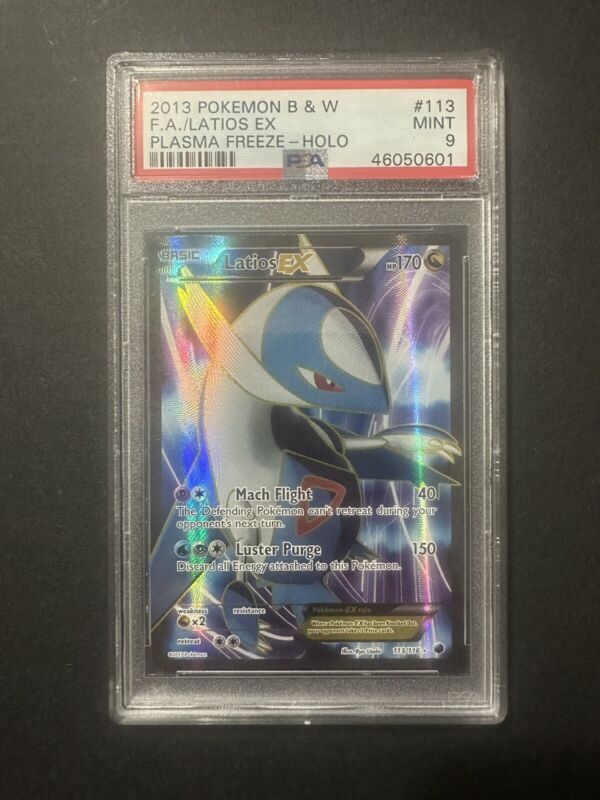 2013 POKEMON B & W #113
F.A./LATIOS EX MINT
PLASMA FREEZE-HOLO 9
PSA 46050601
BASIC Latios EX HP170
Mach Flight 40
The Defending Pokémon can't retreat during your
opponent's next turn.
Luster Purge 150
Discard all Energy attached to this Pokémon.
weakness resistance
×2
retreat
Pokémon-EX rule
When a Pokémon-EX has been Knocked Out,
your opponent takes 2 Prize cards.
©2013 Pokémon Illus. Ryo Ueda 113/116